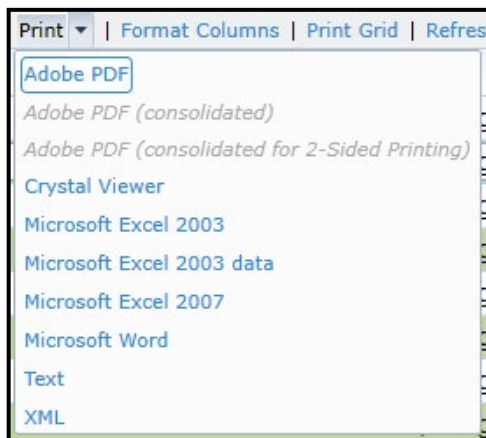 Print | Format Columns | Print Grid | Refres
Adobe PDF
Adobe PDF (consolidated)
Adobe PDF (consolidated for 2-Sided Printing)
Crystal Viewer
Microsoft Excel 2003
Microsoft Excel 2003 data
Microsoft Excel 2007
Microsoft Word
Text
XML